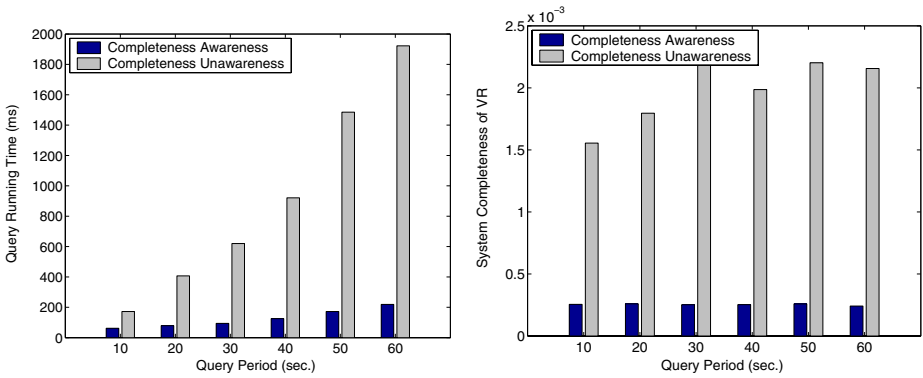 2000
1800
1600
1400
1200
1000
800
600
400
200
0
Query Running Time (ms)
Completeness Awareness
Completeness Unawareness
10 20 30 40 50 60
Query Period (sec.)
x 10⁻³
2.5
2
1.5
1
0.5
0
System Completeness of VR
Completeness Awareness
Completeness Unawareness
10 20 30 40 50 60
Query Period (sec.)